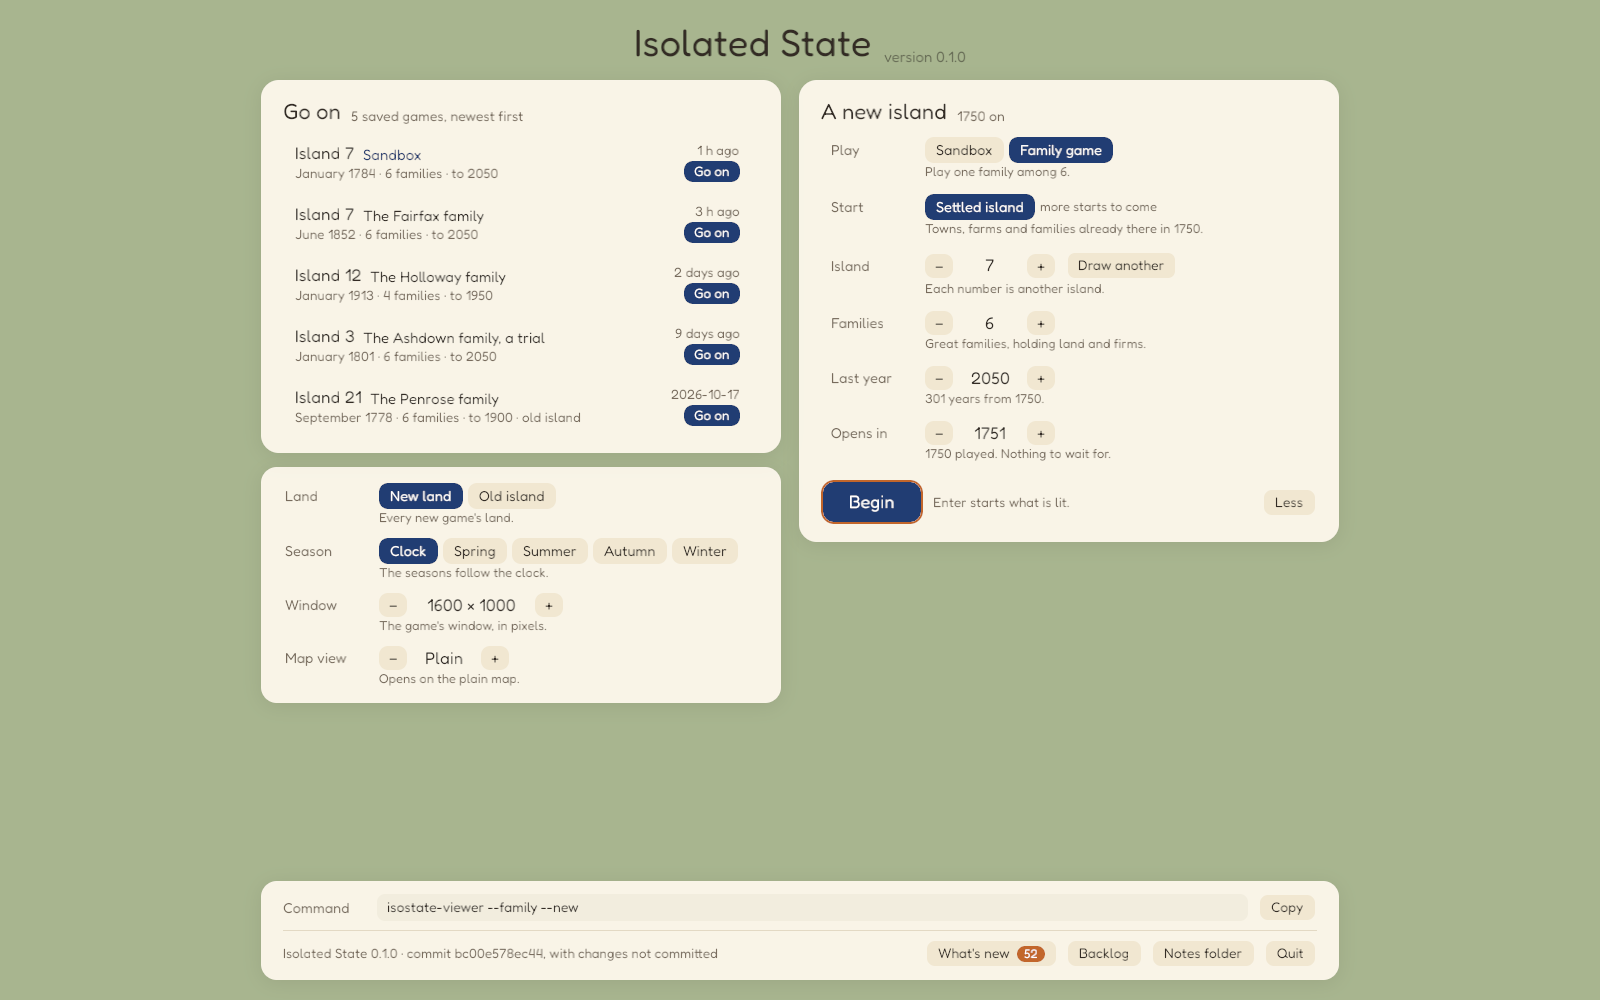 Isolated State version 0.1.0
Go on 5 saved games, newest first
Island 7 Sandbox 1 h ago
January 1784 · 6 families · to 2050 Go on
Island 7 The Fairfax family 3 h ago
June 1852 · 6 families · to 2050 Go on
Island 12 The Holloway family 2 days ago
January 1913 · 4 families · to 1950 Go on
Island 3 The Ashdown family, a trial 9 days ago
January 1801 · 6 families · to 2050 Go on
Island 21 The Penrose family 2026-10-17
September 1778 · 6 families · to 1900 · old island Go on
Land New land Old island
Every new game's land.
Season Clock Spring Summer Autumn Winter
The seasons follow the clock.
Window – 1600 × 1000 +
The game's window, in pixels.
Map view – Plain +
Opens on the plain map.
A new island 1750 on
Play Sandbox Family game
Play one family among 6.
Start Settled island more starts to come
Towns, farms and families already there in 1750.
Island – 7 + Draw another
Each number is another island.
Families – 6 +
Great families, holding land and firms.
Last year – 2050 +
301 years from 1750.
Opens in – 1751 +
1750 played. Nothing to wait for.
Begin Enter starts what is lit. Less
Command isostate-viewer --family --new Copy
Isolated State 0.1.0 · commit bc00e578ec44, with changes not committed What's new 52 Backlog Notes folder Quit